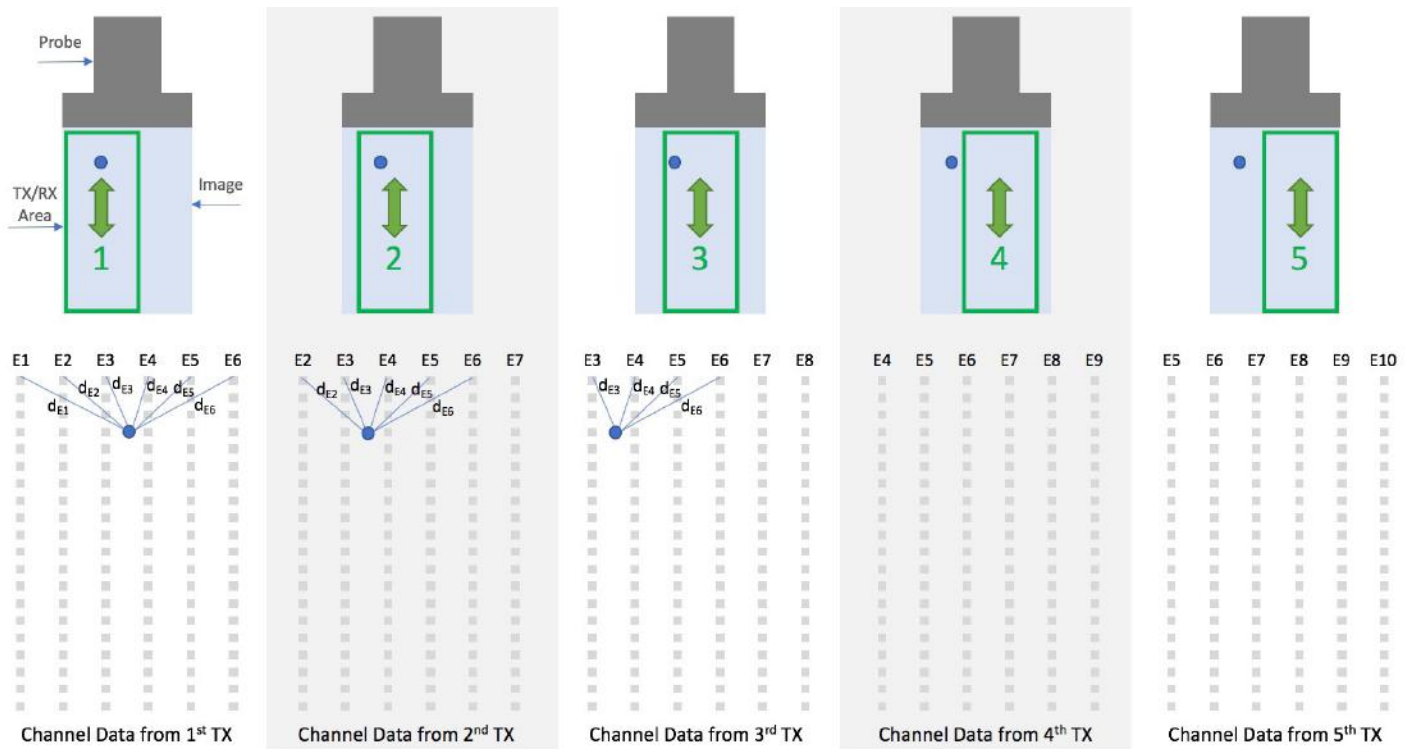 Probe
Image
TX/RX
Area
1
2
3
4
5
E1 E2 E3 E4 E5 E6
dE1 dE2 dE3 dE4 dE5 dE6
E2 E3 E4 E5 E6 E7
dE2 dE3 dE4 dE5 dE6
E3 E4 E5 E6 E7 E8
dE3 dE4 dE5 dE6
E4 E5 E6 E7 E8 E9
E5 E6 E7 E8 E9 E10
Channel Data from 1st TX
Channel Data from 2nd TX
Channel Data from 3rd TX
Channel Data from 4th TX
Channel Data from 5th TX